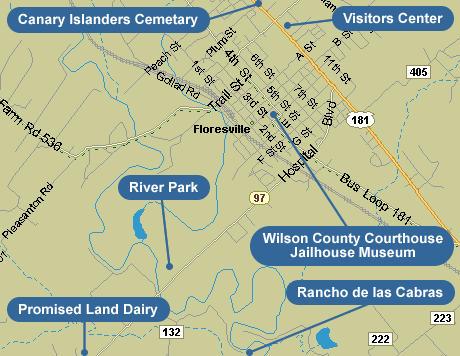 Canary Islanders Cemetary
Visitors Center
Plum St
4th St
A St
B St
Peach St
1st St
6th St
11th St
405
Goliad Rd
Trail St
5th St
7th St
3rd St
Blvd
181
Farm Rd 536
Floresville
2nd St
G St
F St
Hospital
Pleasanton Rd
River Park
97
Bus Loop 181
Wilson County Courthouse
Jailhouse Museum
Rancho de las Cabras
Promised Land Dairy
132
223
222